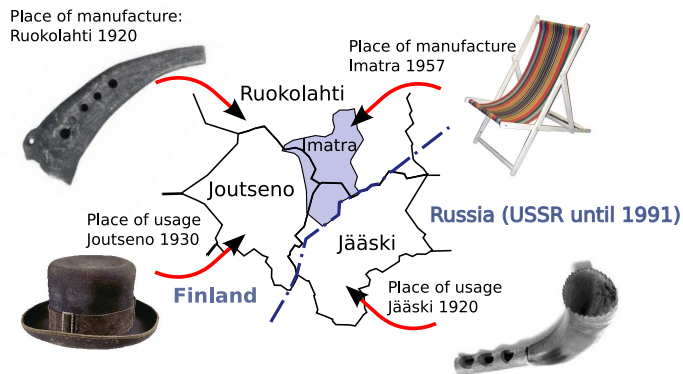 Place of manufacture:
Ruokolahti 1920
Place of manufacture
Imatra 1957
Ruokolahti
Imatra
Joutseno
Place of usage
Joutseno 1930
Russia (USSR until 1991)
Jääski
Finland
Place of usage
Jääski 1920